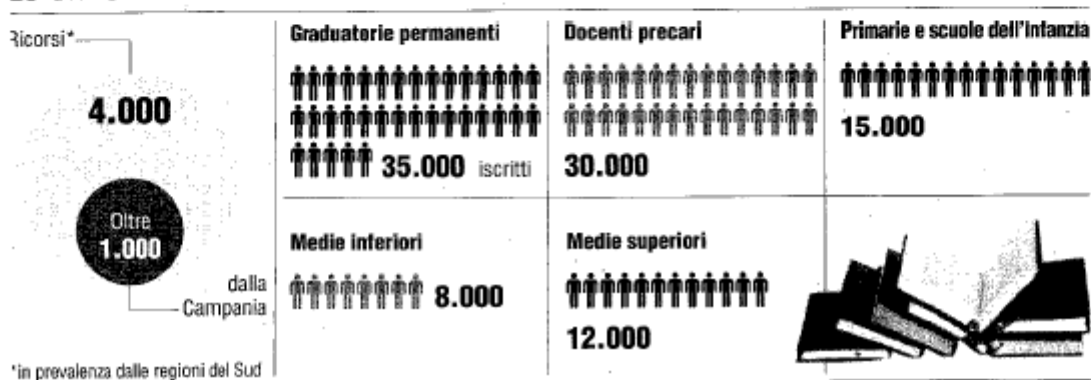 Ricorsi*
4.000
Oltre
1.000
dalla
Campania
*in prevalenza dalle regioni del Sud
Graduatorie permanenti
35.000 iscritti
Docenti precari
30.000
Primarie e scuole dell'Infanzia
15.000
Medie inferiori
8.000
Medie superiori
12.000